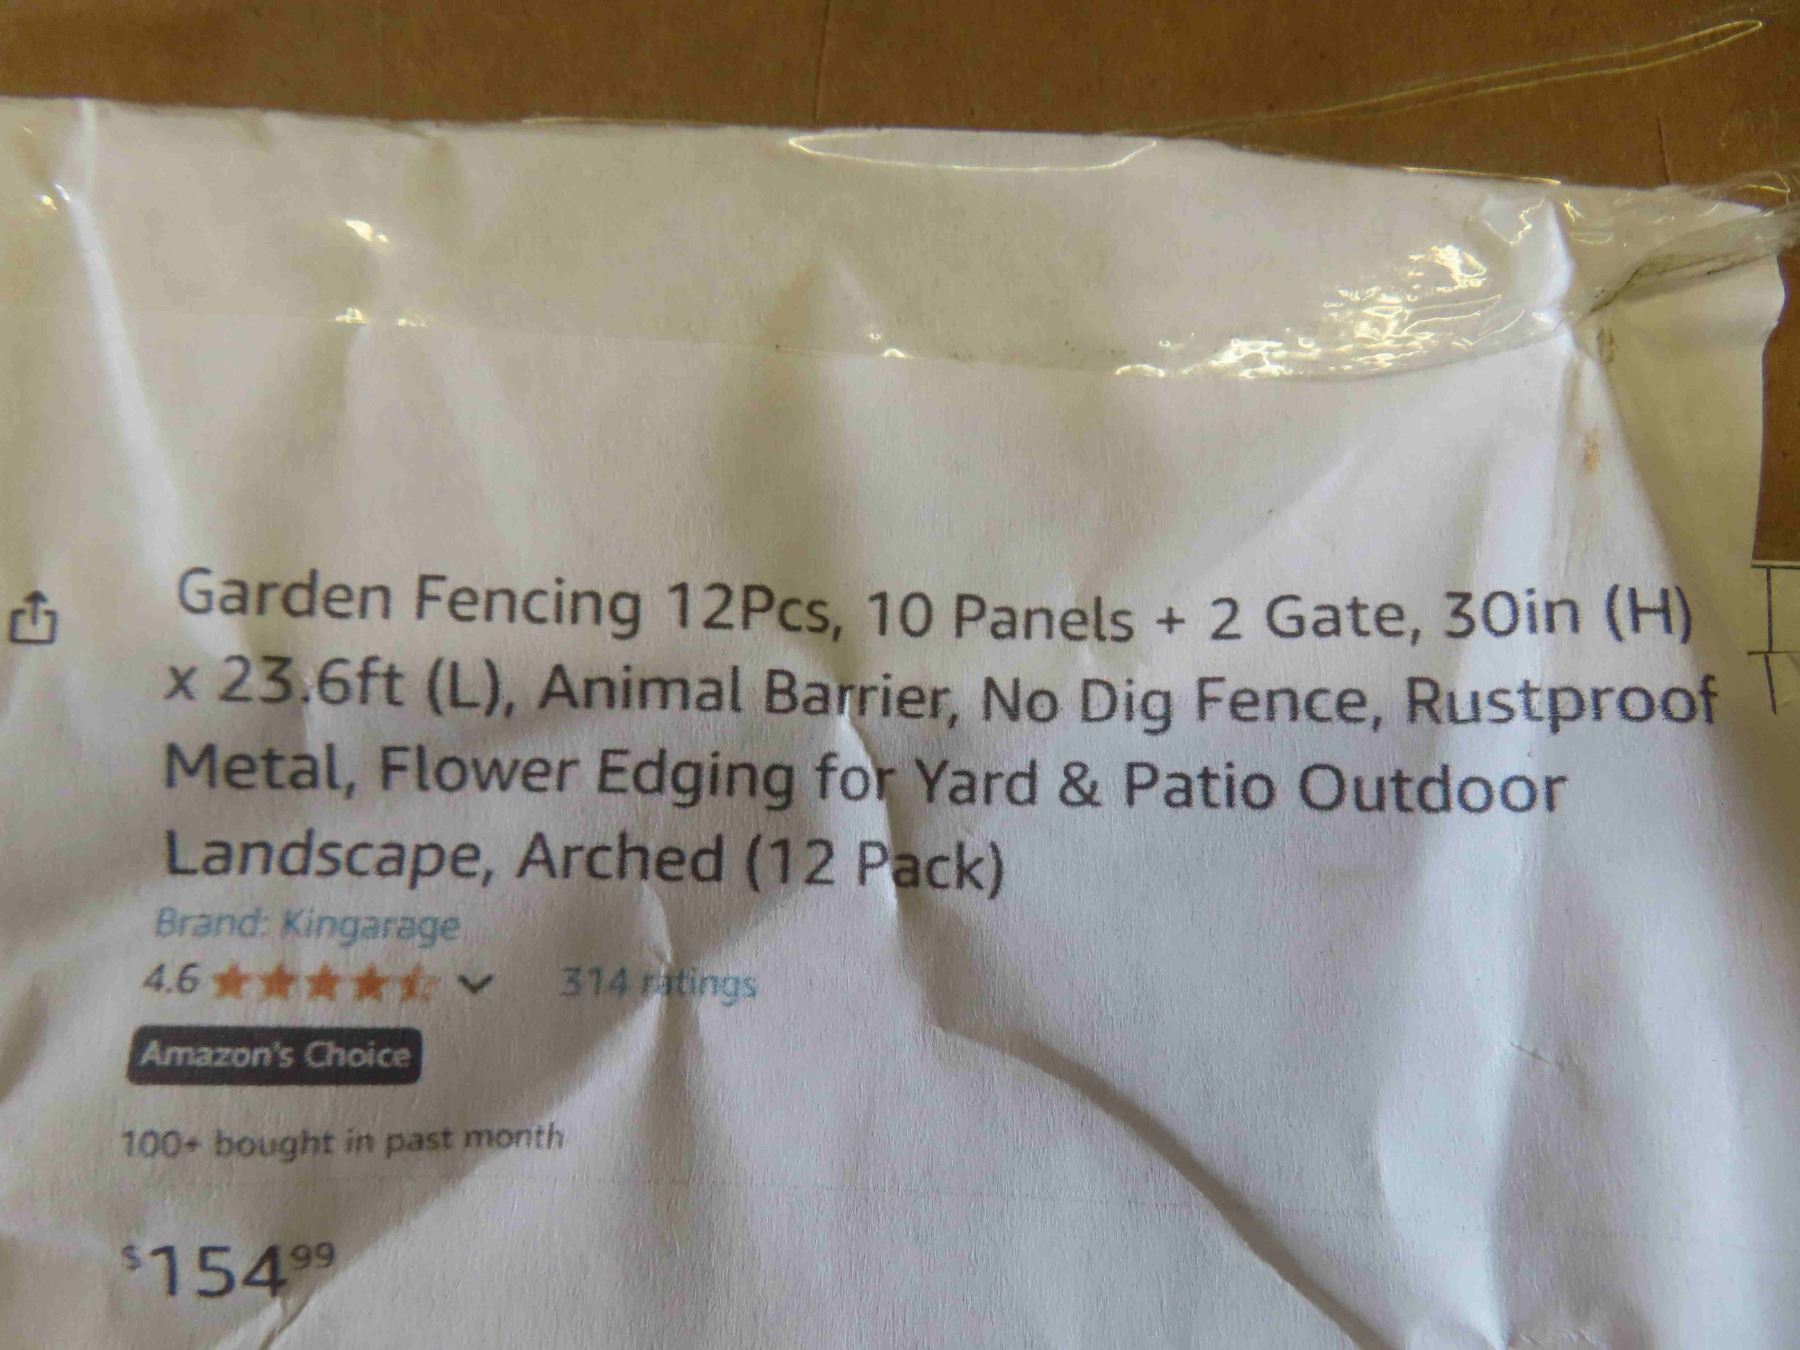 Garden Fencing 12Pcs, 10 Panels + 2 Gate, 30in (H)
x 23.6ft (L), Animal Barrier, No Dig Fence, Rustproof
Metal, Flower Edging for Yard & Patio Outdoor
Landscape, Arched (12 Pack)
Brand: Kingarage
4.6 314 ratings
Amazon's Choice
100+ bought in past month
$154 99